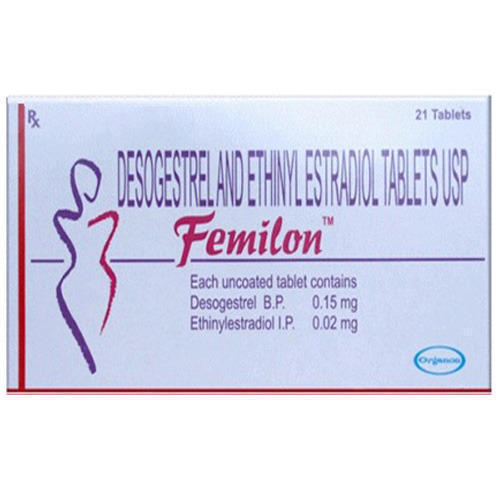 Rx
21 Tablets
DESOGESTREL AND ETHINYL ESTRADIOL TABLETS USP
Femilon™
Each uncoated tablet contains
Desogestrel B.P. 0.15 mg
Ethinylestradiol I.P. 0.02 mg
Organon